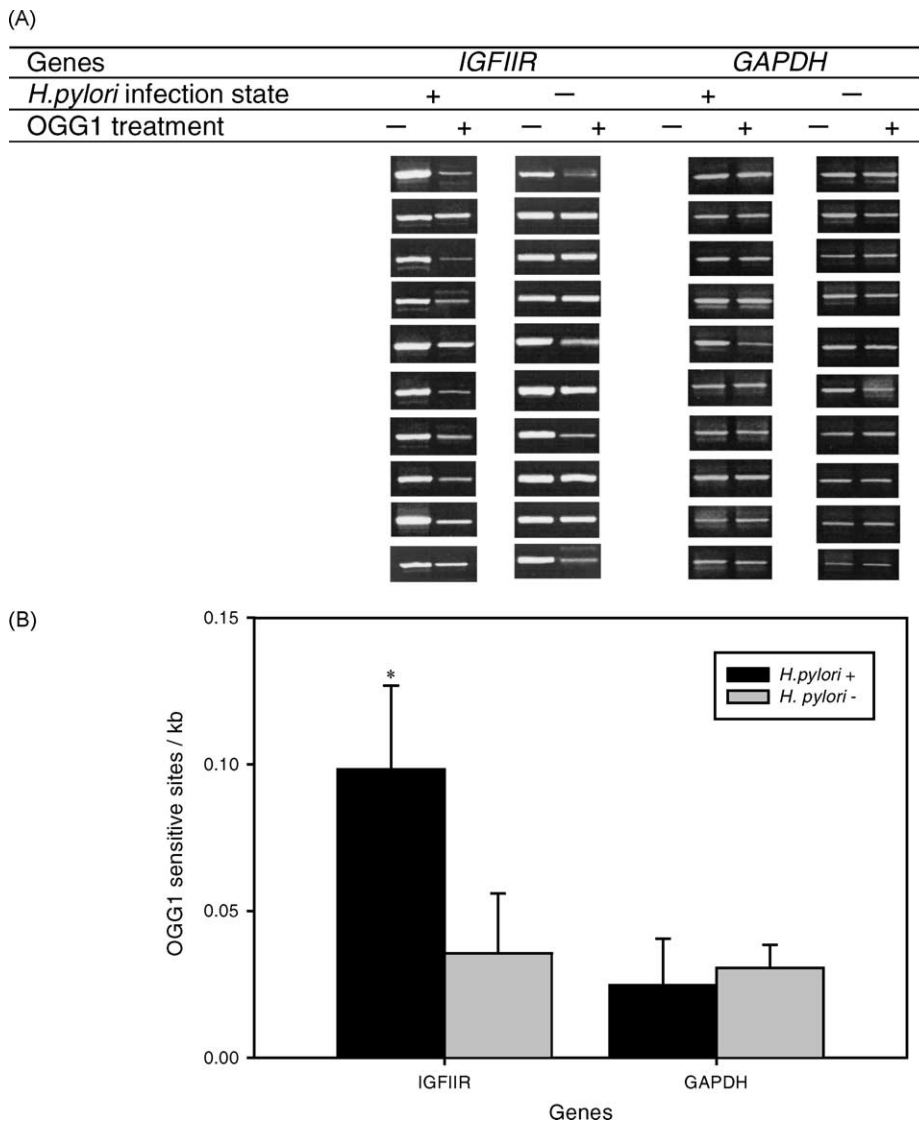 (A)
Genes IGFIIR GAPDH
H.pylori infection state + — + —
OGG1 treatment — + — + — + — +
(B)
0.15
0.10
0.05
0.00
OGG1 sensitive sites / kb
*
H.pylori +
H. pylori -
IGFIIR GAPDH
Genes